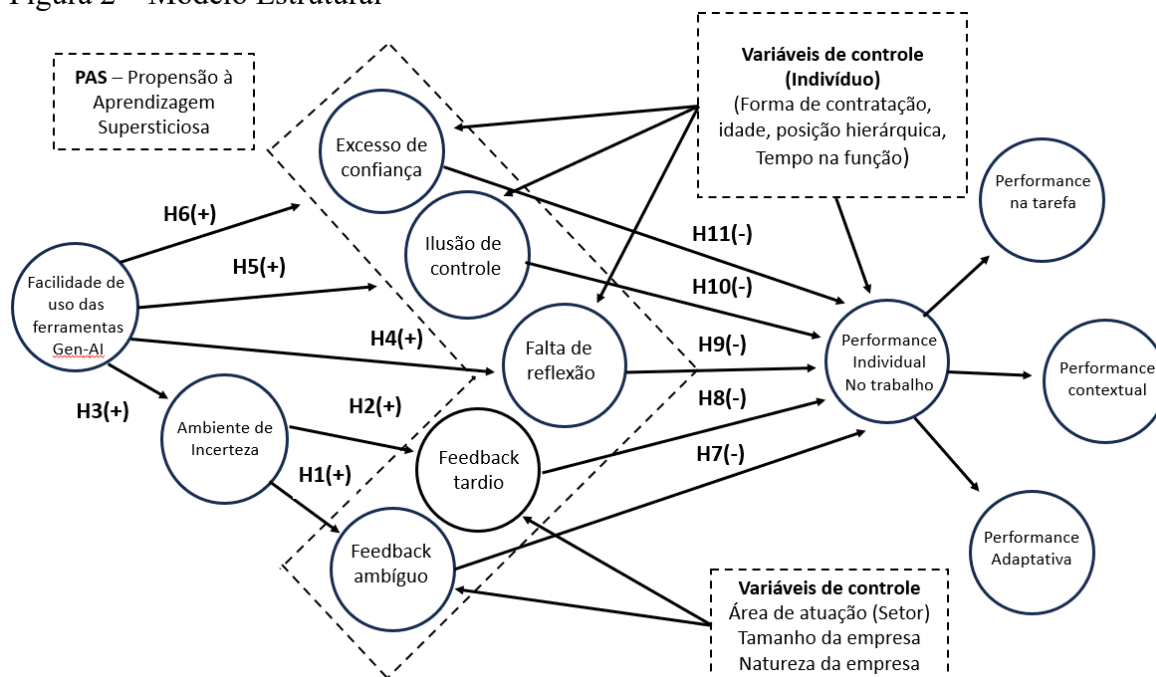 Figura 2 – Modelo Estrutural
PAS – Propensão à
Aprendizagem
Supersticiosa
Variáveis de controle
(Indivíduo)
(Forma de contratação,
idade, posição hierárquica,
Tempo na função)
Excesso de
confiança
Performance
na tarefa
H6(+)
H11(-)
Ilusão de
controle
H5(+)
H10(-)
Facilidade de
uso das
ferramentas
Gen-AI
H4(+)
Falta de
reflexão
H9(-)
Performance
Individual
No trabalho
Performance
contextual
H3(+)
H2(+)
H8(-)
Ambiente de
Incerteza
Feedback
tardio
H7(-)
H1(+)
Feedback
ambíguo
Performance
Adaptativa
Variáveis de controle
Área de atuação (Setor)
Tamanho da empresa
Natureza da empresa